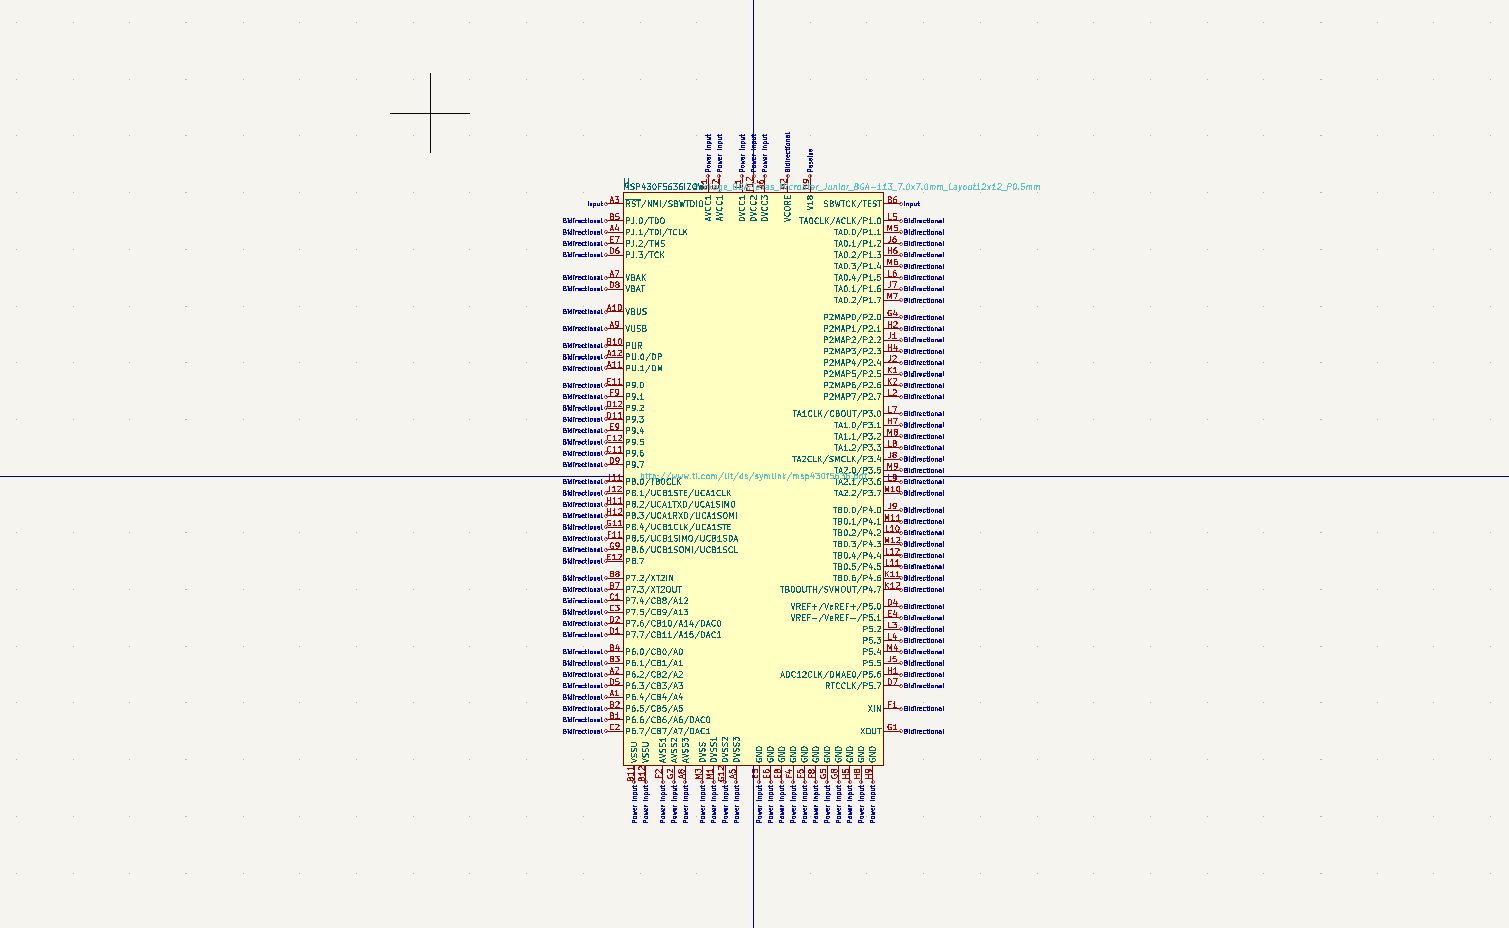 Power Input Power Input Power Input Power Input Power Input Bidirectional Passive
U
MSP430F5636IZQW
AVCC1 AVCC1 DVCC1 DVCC2 DVCC3 VCORE V18
Input A3 RST/NMI/SBWTDIO
Bidirectional B5 PJ.0/TDO
Bidirectional A4 PJ.1/TDI/TCLK
Bidirectional E7 PJ.2/TMS
Bidirectional D6 PJ.3/TCK
Bidirectional A7 VBAK
Bidirectional D8 VBAT
Bidirectional A10 VBUS
Bidirectional A9 VUSB
Bidirectional B10 PUR
Bidirectional A12 PU.0/DP
Bidirectional A11 PU.1/DM
Bidirectional E11 P9.0
Bidirectional F9 P9.1
Bidirectional D12 P9.2
Bidirectional D11 P9.3
Bidirectional E9 P9.4
Bidirectional C12 P9.5
Bidirectional C11 P9.6
Bidirectional D9 P9.7
http://www.ti.com/lit/ds/symlink/msp430f5636.pdf
Bidirectional J11 P8.0/TB0CLK
Bidirectional J12 P8.1/UCB1STE/UCA1CLK
Bidirectional H11 P8.2/UCA1TXD/UCA1SIMO
Bidirectional H12 P8.3/UCA1RXD/UCA1SOMI
Bidirectional G11 P8.4/UCB1CLK/UCA1STE
Bidirectional F11 P8.5/UCB1SIMO/UCB1SDA
Bidirectional G9 P8.6/UCB1SOMI/UCB1SCL
Bidirectional E12 P8.7
Bidirectional B8 P7.2/XT2IN
Bidirectional B7 P7.3/XT2OUT
Bidirectional C1 P7.4/CB8/A12
Bidirectional C3 P7.5/CB9/A13
Bidirectional D2 P7.6/CB10/A14/DAC0
Bidirectional D1 P7.7/CB11/A15/DAC1
Bidirectional B4 P6.0/CB0/A0
Bidirectional B3 P6.1/CB1/A1
Bidirectional A2 P6.2/CB2/A2
Bidirectional D5 P6.3/CB3/A3
Bidirectional A1 P6.4/CB4/A4
Bidirectional B2 P6.5/CB5/A5
Bidirectional B1 P6.6/CB6/A6/DAC0
Bidirectional C2 P6.7/CB7/A7/DAC1
SBWTCK/TEST B6 Input
TA0CLK/ACLK/P1.0 L5 Bidirectional
TA0.0/P1.1 M5 Bidirectional
TA0.1/P1.2 J6 Bidirectional
TA0.2/P1.3 H6 Bidirectional
TA0.3/P1.4 M6 Bidirectional
TA0.4/P1.5 L6 Bidirectional
TA0.1/P1.6 J7 Bidirectional
TA0.2/P1.7 M7 Bidirectional
P2MAP0/P2.0 G4 Bidirectional
P2MAP1/P2.1 H2 Bidirectional
P2MAP2/P2.2 J1 Bidirectional
P2MAP3/P2.3 H4 Bidirectional
P2MAP4/P2.4 J2 Bidirectional
P2MAP5/P2.5 K1 Bidirectional
P2MAP6/P2.6 K2 Bidirectional
P2MAP7/P2.7 L2 Bidirectional
TA1CLK/CBOUT/P3.0 L7 Bidirectional
TA1.0/P3.1 H7 Bidirectional
TA1.1/P3.2 M8 Bidirectional
TA1.2/P3.3 L8 Bidirectional
TA2CLK/SMCLK/P3.4 J8 Bidirectional
TA2.0/P3.5 M9 Bidirectional
TA2.1/P3.6 L9 Bidirectional
TA2.2/P3.7 M10 Bidirectional
TB0.0/P4.0 J9 Bidirectional
TB0.1/P4.1 M11 Bidirectional
TB0.2/P4.2 L10 Bidirectional
TB0.3/P4.3 M12 Bidirectional
TB0.4/P4.4 L12 Bidirectional
TB0.5/P4.5 L11 Bidirectional
TB0.6/P4.6 K11 Bidirectional
TB0OUTH/SVMOUT/P4.7 K12 Bidirectional
VREF+/VeREF+/P5.0 D4 Bidirectional
VREF-/VeREF-/P5.1 E4 Bidirectional
P5.2 L3 Bidirectional
P5.3 L4 Bidirectional
P5.4 M4 Bidirectional
P5.5 J5 Bidirectional
ADC12CLK/DMAE0/P5.6 H1 Bidirectional
RTCCLK/P5.7 D7 Bidirectional
XIN F1 Bidirectional
XOUT G1 Bidirectional
VSSU VSSU AVSS1 AVSS2 AVSS3 DVSS DVSS1 DVSS2 DVSS3 GND GND GND GND GND GND GND GND GND GND GND
B11 B12 F2 G2 A8 M3 M1 G12 A5 E5 E6 E8 F4 F5 F8 G5 G8 H5 H8 H9
Power Input Power Input Power Input Power Input Power Input Power Input Power Input Power Input Power Input Power Input Power Input Power Input Power Input Power Input Power Input Power Input Power Input Power Input Power Input Power Input